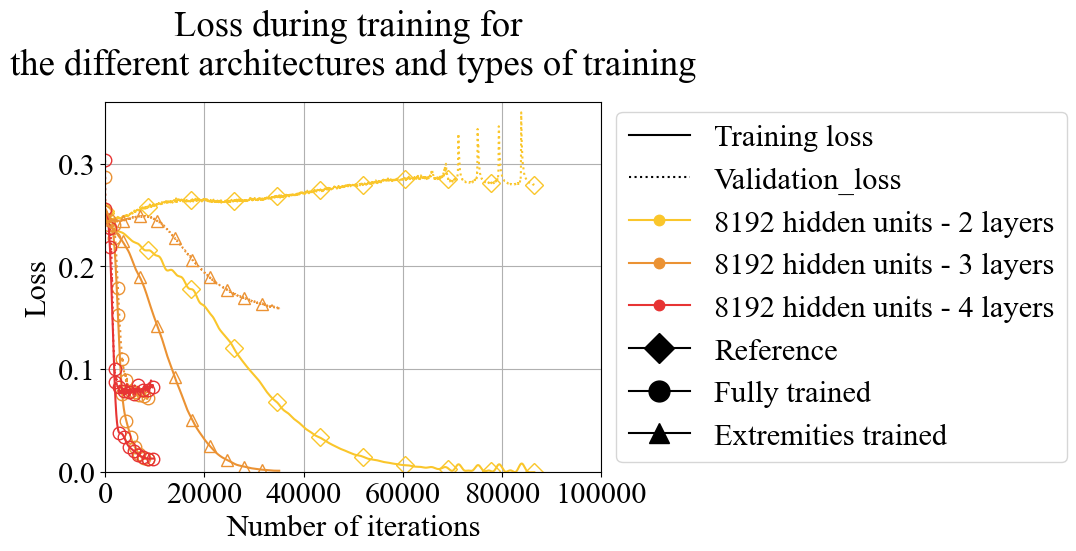 Loss during training for
the different architectures and types of training
Loss
0.3
0.2
0.1
0.0
0 20000 40000 60000 80000 100000
Number of iterations
Training loss
Validation_loss
8192 hidden units - 2 layers
8192 hidden units - 3 layers
8192 hidden units - 4 layers
Reference
Fully trained
Extremities trained